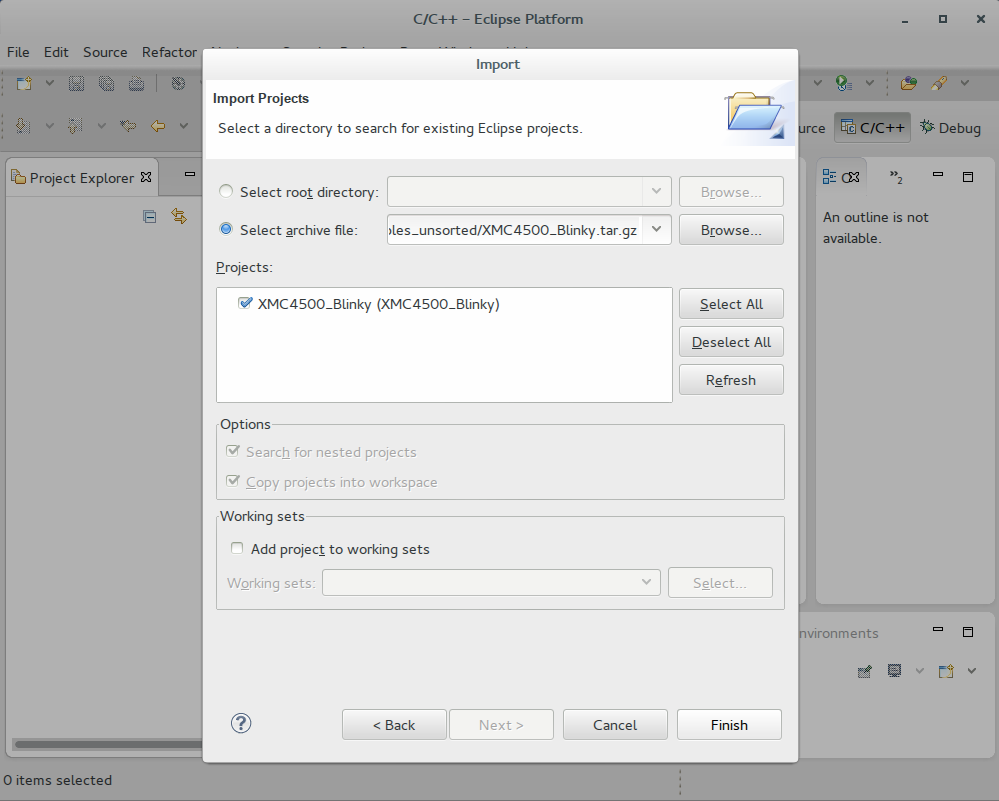 C/C++ – Eclipse Platform
File Edit Source Refactor
Import
Import Projects
Select a directory to search for existing Eclipse projects.
C/C++ Debug
Project Explorer
Select root directory: Browse...
An outline is not
available.
Select archive file: les_unsorted/XMC4500_Blinky.tar.gz Browse...
Projects:
XMC4500_Blinky (XMC4500_Blinky)
Select All
Deselect All
Refresh
Options
Search for nested projects
Copy projects into workspace
Working sets
Add project to working sets
Working sets: Select...
nvironments
< Back Next > Cancel Finish
0 items selected